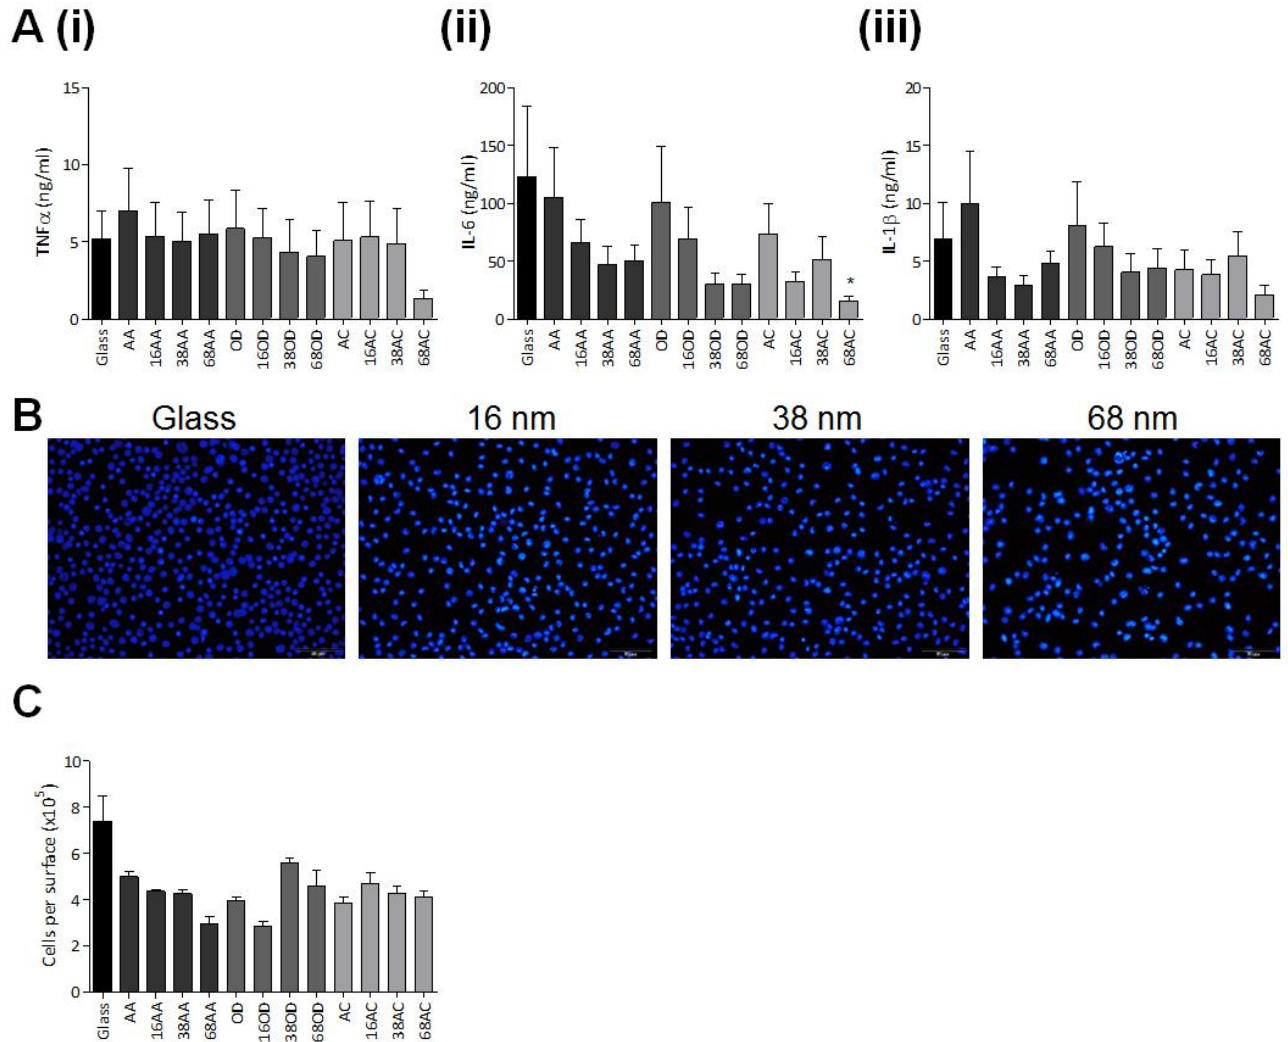 A (i) (ii) (iii)
15
10
5
0
TNFα (ng/ml)
Glass AA 16AA 38AA 68AA OD 16OD 38OD 68OD AC 16AC 38AC 68AC
200
150
100
50
0
IL-6 (ng/ml)
*
Glass AA 16AA 38AA 68AA OD 16OD 38OD 68OD AC 16AC 38AC 68AC
20
15
10
5
0
IL-1β (ng/ml)
Glass AA 16AA 38AA 68AA OD 16OD 38OD 68OD AC 16AC 38AC 68AC
B Glass 16 nm 38 nm 68 nm
C
10
8
6
4
2
0
Cells per surface (x10⁵)
Glass AA 16AA 38AA 68AA OD 16OD 38OD 68OD AC 16AC 38AC 68AC